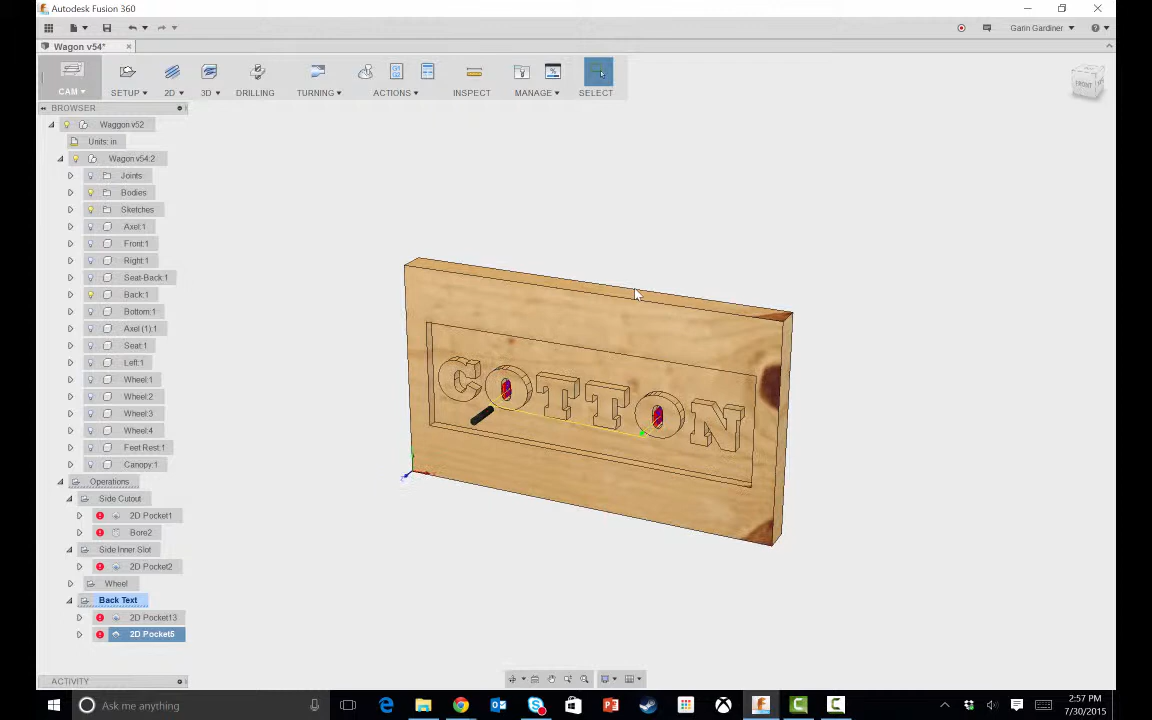 Autodesk Fusion 360
Garin Gardiner
Wagon v54*
CAM
SETUP
2D
3D
DRILLING
TURNING
ACTIONS
INSPECT
MANAGE
SELECT
BROWSER
FRONT
Waggon v52
Units: in
Wagon v54:2
Joints
Bodies
Sketches
Axel:1
Front:1
Right:1
Seat-Back:1
Back:1
Bottom:1
Axel (1):1
Seat:1
Left:1
Wheel:1
Wheel:2
Wheel:3
Wheel:4
Feet Rest:1
Canopy:1
Operations
Side Cutout
2D Pocket1
Bore2
Side Inner Slot
2D Pocket2
Wheel
Back Text
2D Pocket13
2D Pocket5
COTTON
ACTIVITY
Ask me anything
2:57 PM
7/30/2015